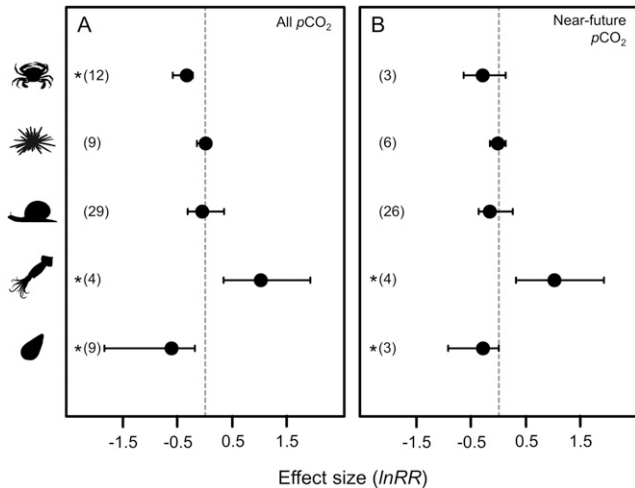 A
All pCO2
B
Near-future
pCO2
*(12)
(3)
(9)
(6)
(29)
(26)
*(4)
*(4)
*(9)
*(3)
-1.5 -0.5 0.5 1.5
-1.5 -0.5 0.5 1.5
Effect size (lnRR)